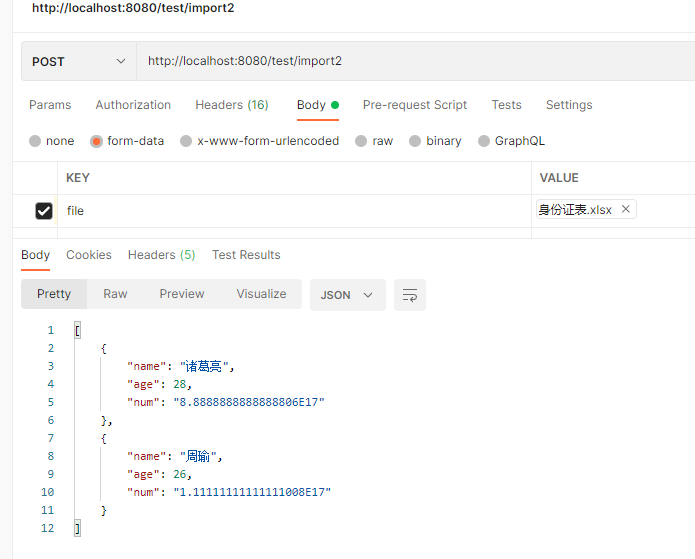 http://localhost:8080/test/import2
POST http://localhost:8080/test/import2
Params Authorization Headers (16) Body Pre-request Script Tests Settings
none form-data x-www-form-urlencoded raw binary GraphQL
KEY VALUE
file 身份证表.xlsx
Body Cookies Headers (5) Test Results
Pretty Raw Preview Visualize JSON
1 [
2 {
3 "name": "诸葛亮",
4 "age": 28,
5 "num": "8.8888888888888806E17"
6 },
7 {
8 "name": "周瑜",
9 "age": 26,
10 "num": "1.11111111111111008E17"
11 }
12 ]